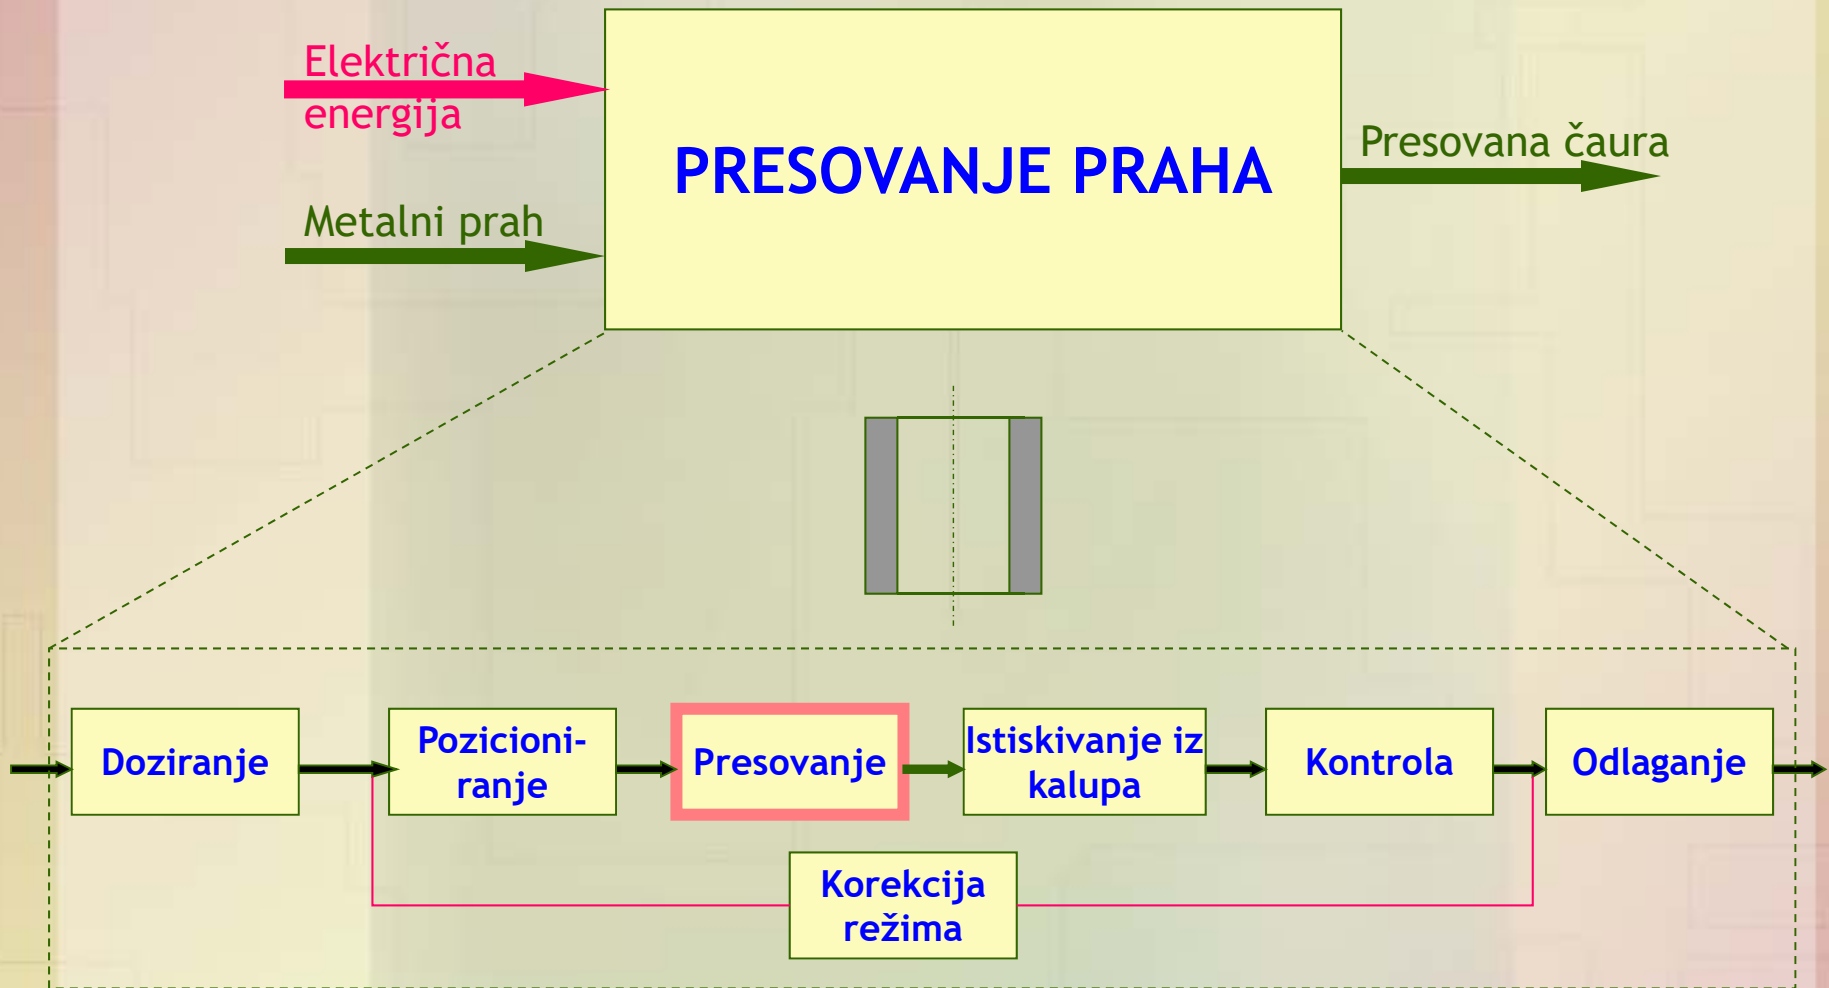 Električna
energija
PRESOVANJE PRAHA
Presovana čaura
Metalni prah
Doziranje
Pozicioni-
ranje
Presovanje
Istiskivanje iz
kalupa
Kontrola
Odlaganje
Korekcija
režima